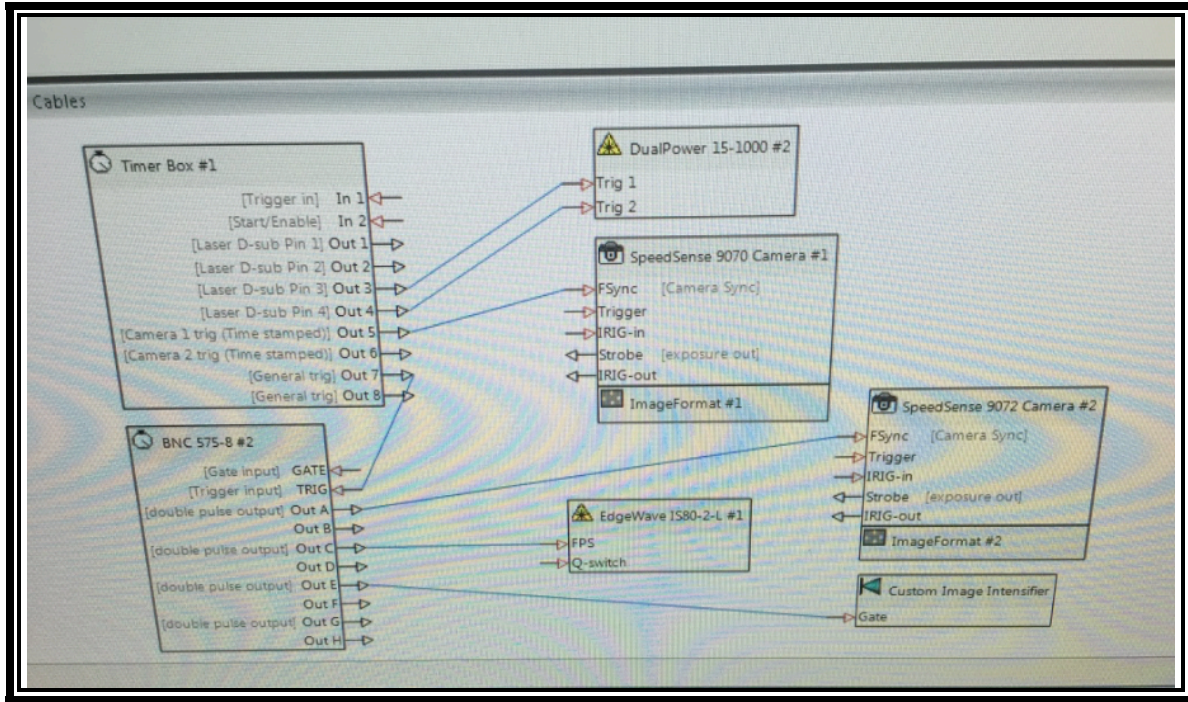 Cables
Timer Box #1
[Trigger in] In 1
[Start/Enable] In 2
[Laser D-sub Pin 1] Out 1
[Laser D-sub Pin 2] Out 2
[Laser D-sub Pin 3] Out 3
[Laser D-sub Pin 4] Out 4
[Camera 1 trig (Time stamped)] Out 5
[Camera 2 trig (Time stamped)] Out 6
[General trig] Out 7
[General trig] Out 8
BNC 575-8 #2
[Gate input] GATE
[Trigger input] TRIG
[double pulse output] Out A
Out B
[double pulse output] Out C
Out D
[double pulse output] Out E
Out F
[double pulse output] Out G
Out H
DualPower 15-1000 #2
Trig 1
Trig 2
SpeedSense 9070 Camera #1
FSync [Camera Sync]
Trigger
IRIG-in
Strobe [exposure out]
IRIG-out
ImageFormat #1
EdgeWave IS80-2-L #1
FPS
Q-switch
SpeedSense 9072 Camera #2
FSync [Camera Sync]
Trigger
IRIG-in
Strobe [exposure out]
IRIG-out
ImageFormat #2
Custom Image Intensifier
Gate